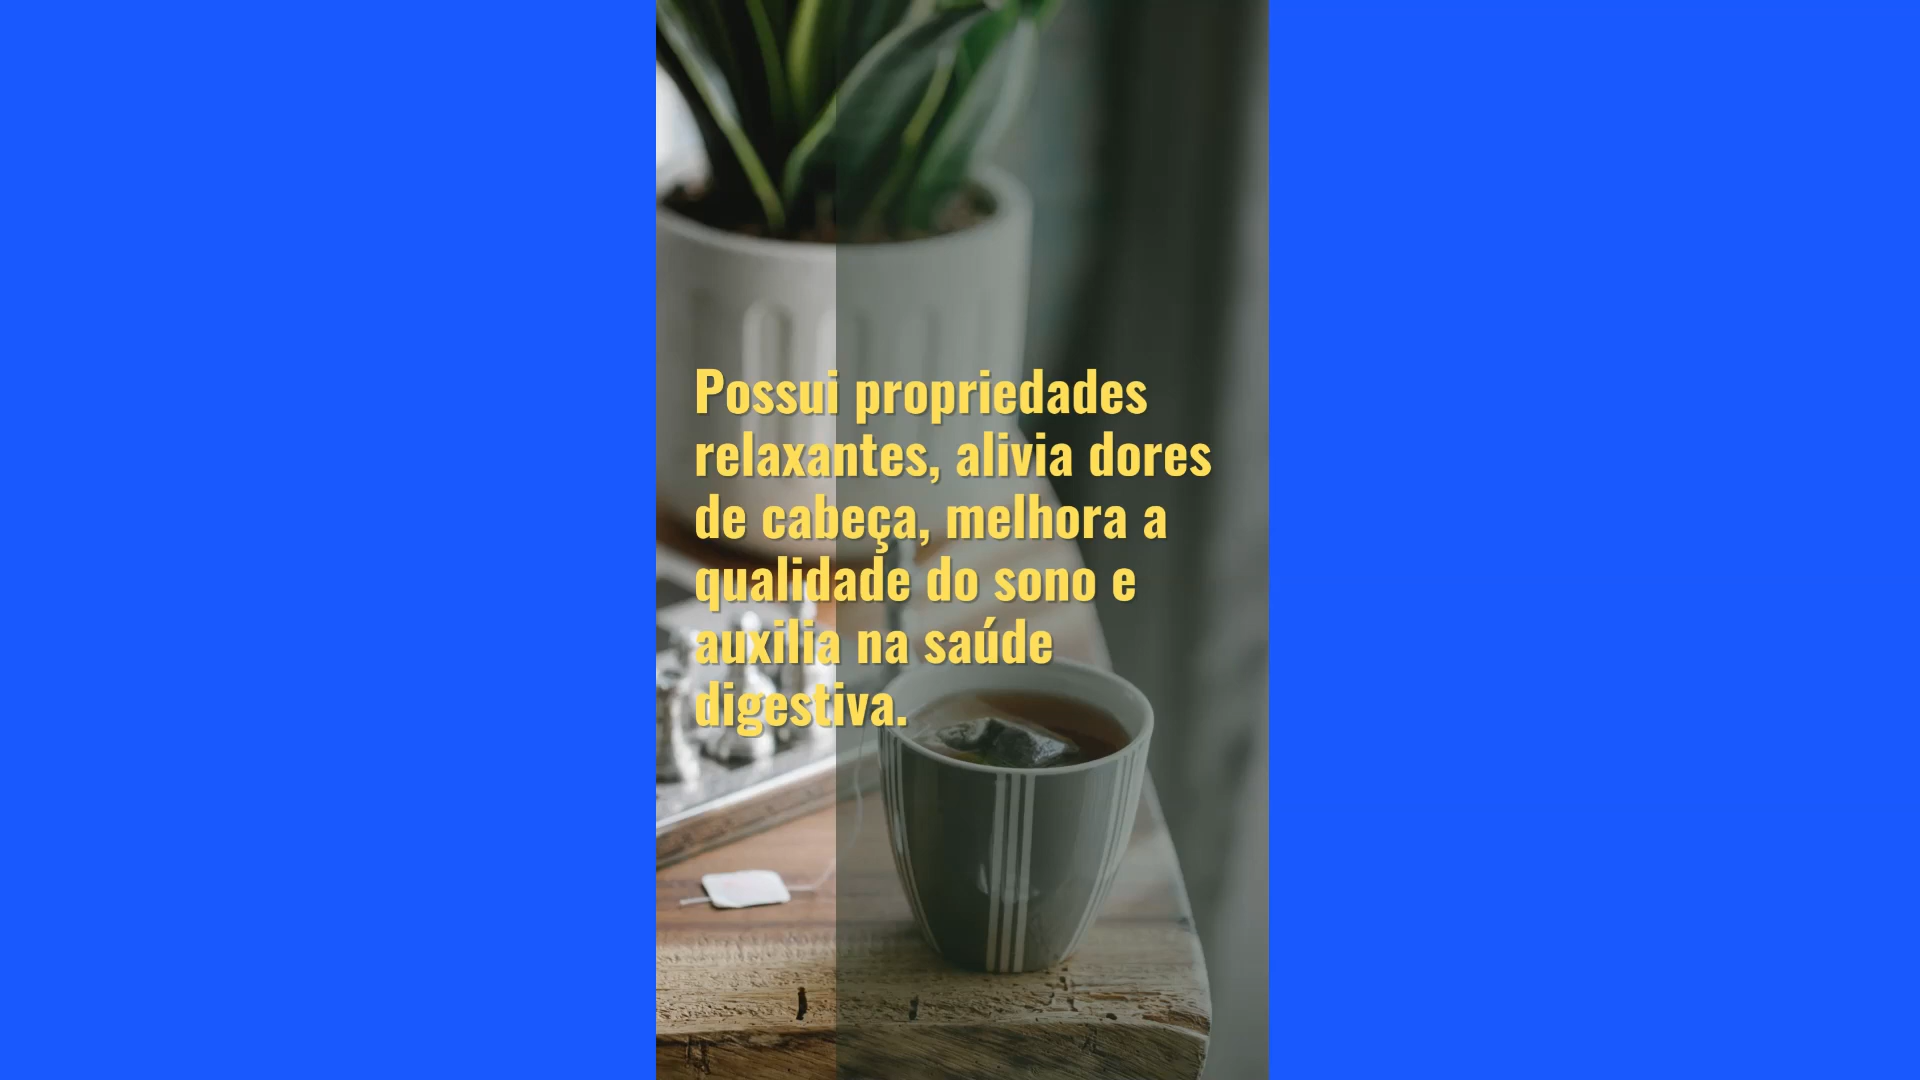 Possui propriedades
relaxantes, alivia dores
de cabeça, melhora a
qualidade do sono e
auxilia na saúde
digestiva.